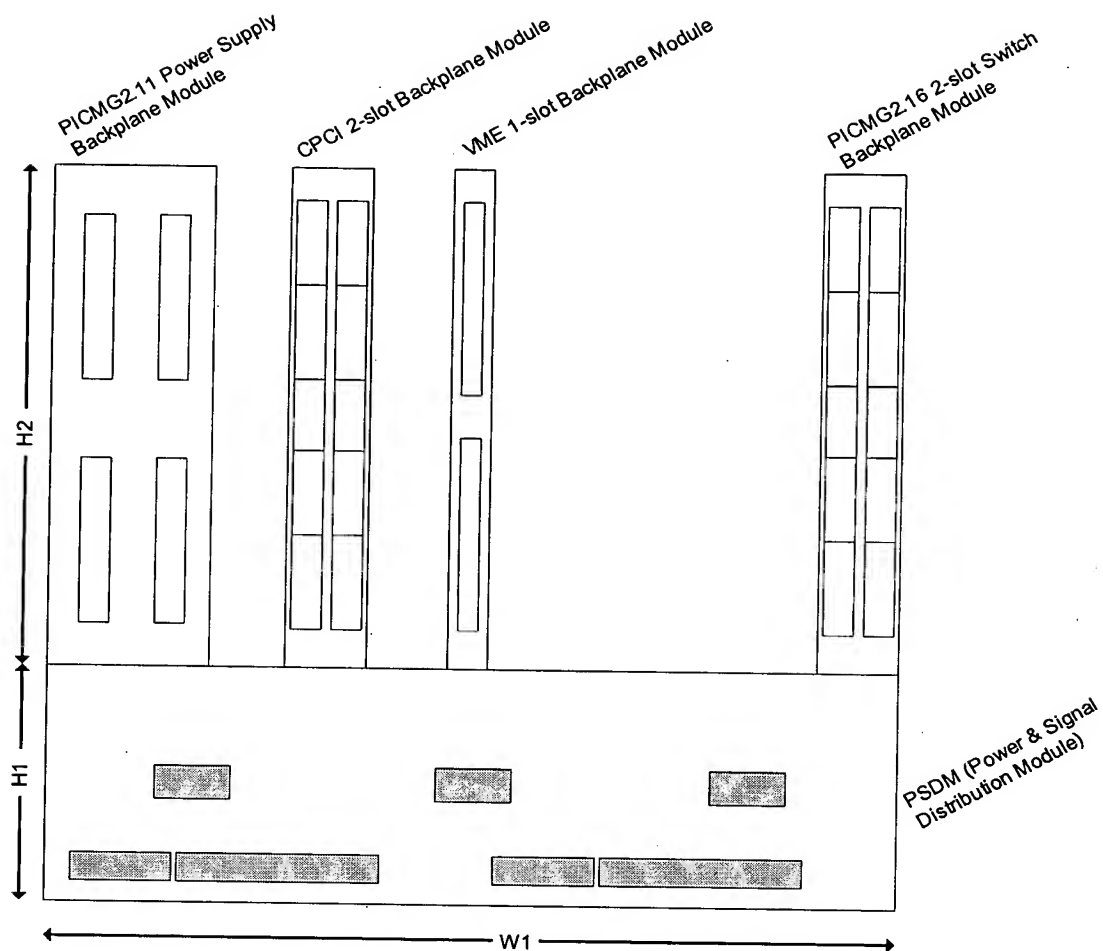 PICMG2.11 Power Supply
Backplane Module
CPCI 2-slot Backplane Module
VME 1-slot Backplane Module
PICMG2.16 2-slot Switch
Backplane Module
H2
H1
PSDM (Power & Signal
Distribution Module)
W1